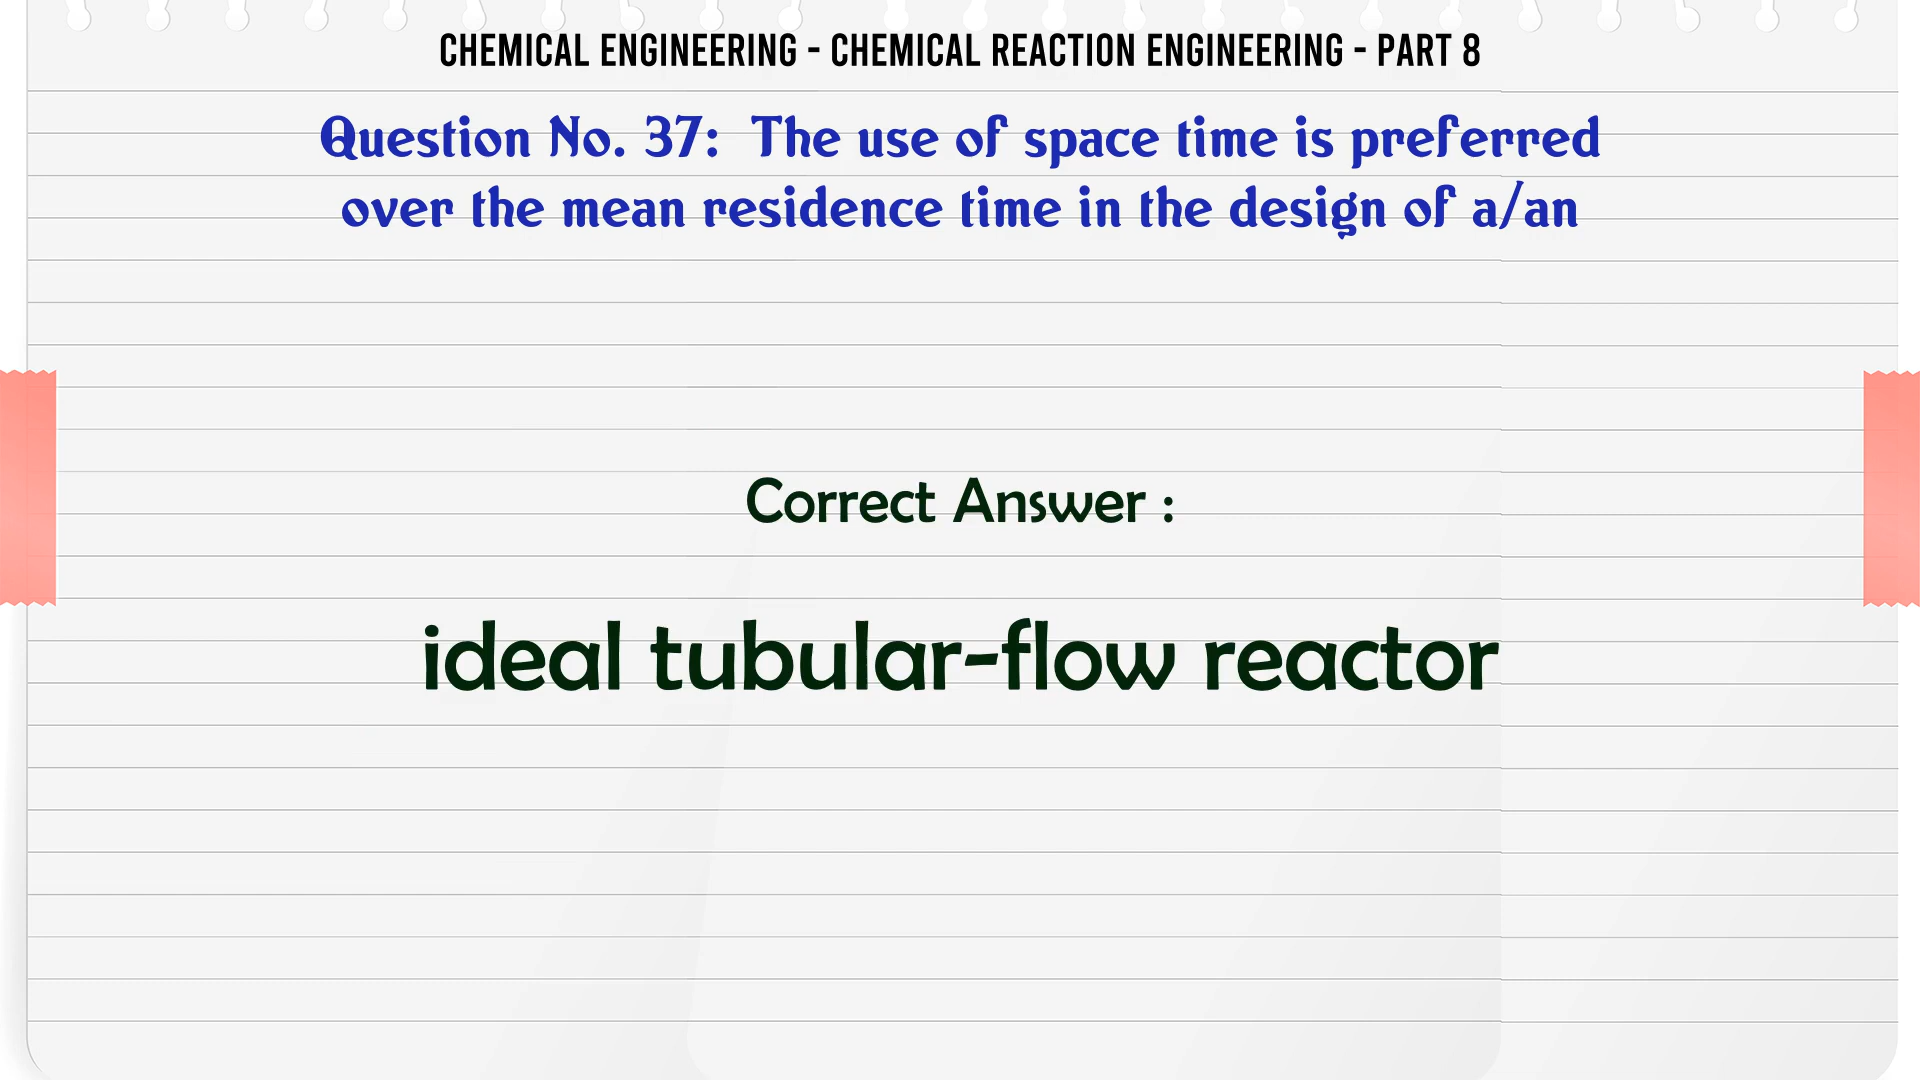 CHEMICAL ENGINEERING - CHEMICAL REACTION ENGINEERING - PART 8
Question No. 37: The use of space time is preferred
over the mean residence time in the design of a/an
Correct Answer :
ideal tubular-flow reactor